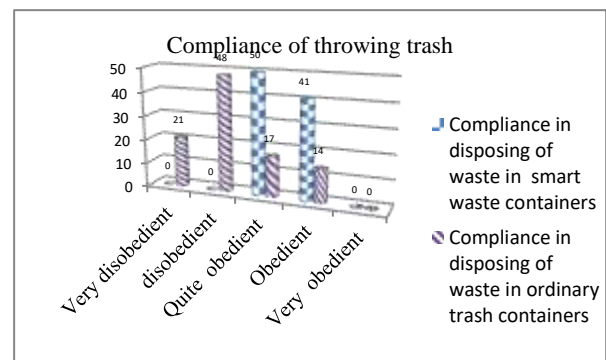 Compliance of throwing trash
50
40
30
20
10
0
0
21
0
48
50
17
41
14
0 0
Very disobedient
disobedient
Quite obedient
Obedient
Very obedient
Compliance in
disposing of
waste in smart
waste containers
Compliance in
disposing of
waste in ordinary
trash containers